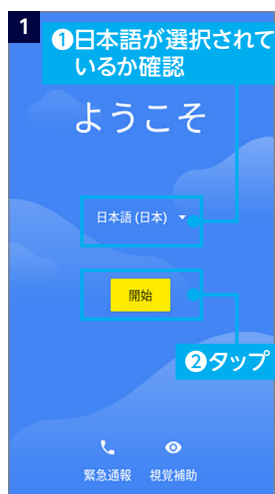 1
❶日本語が選択されて
いるか確認
ようこそ
日本語 (日本)
開始
❷タップ
緊急通報 視覚補助